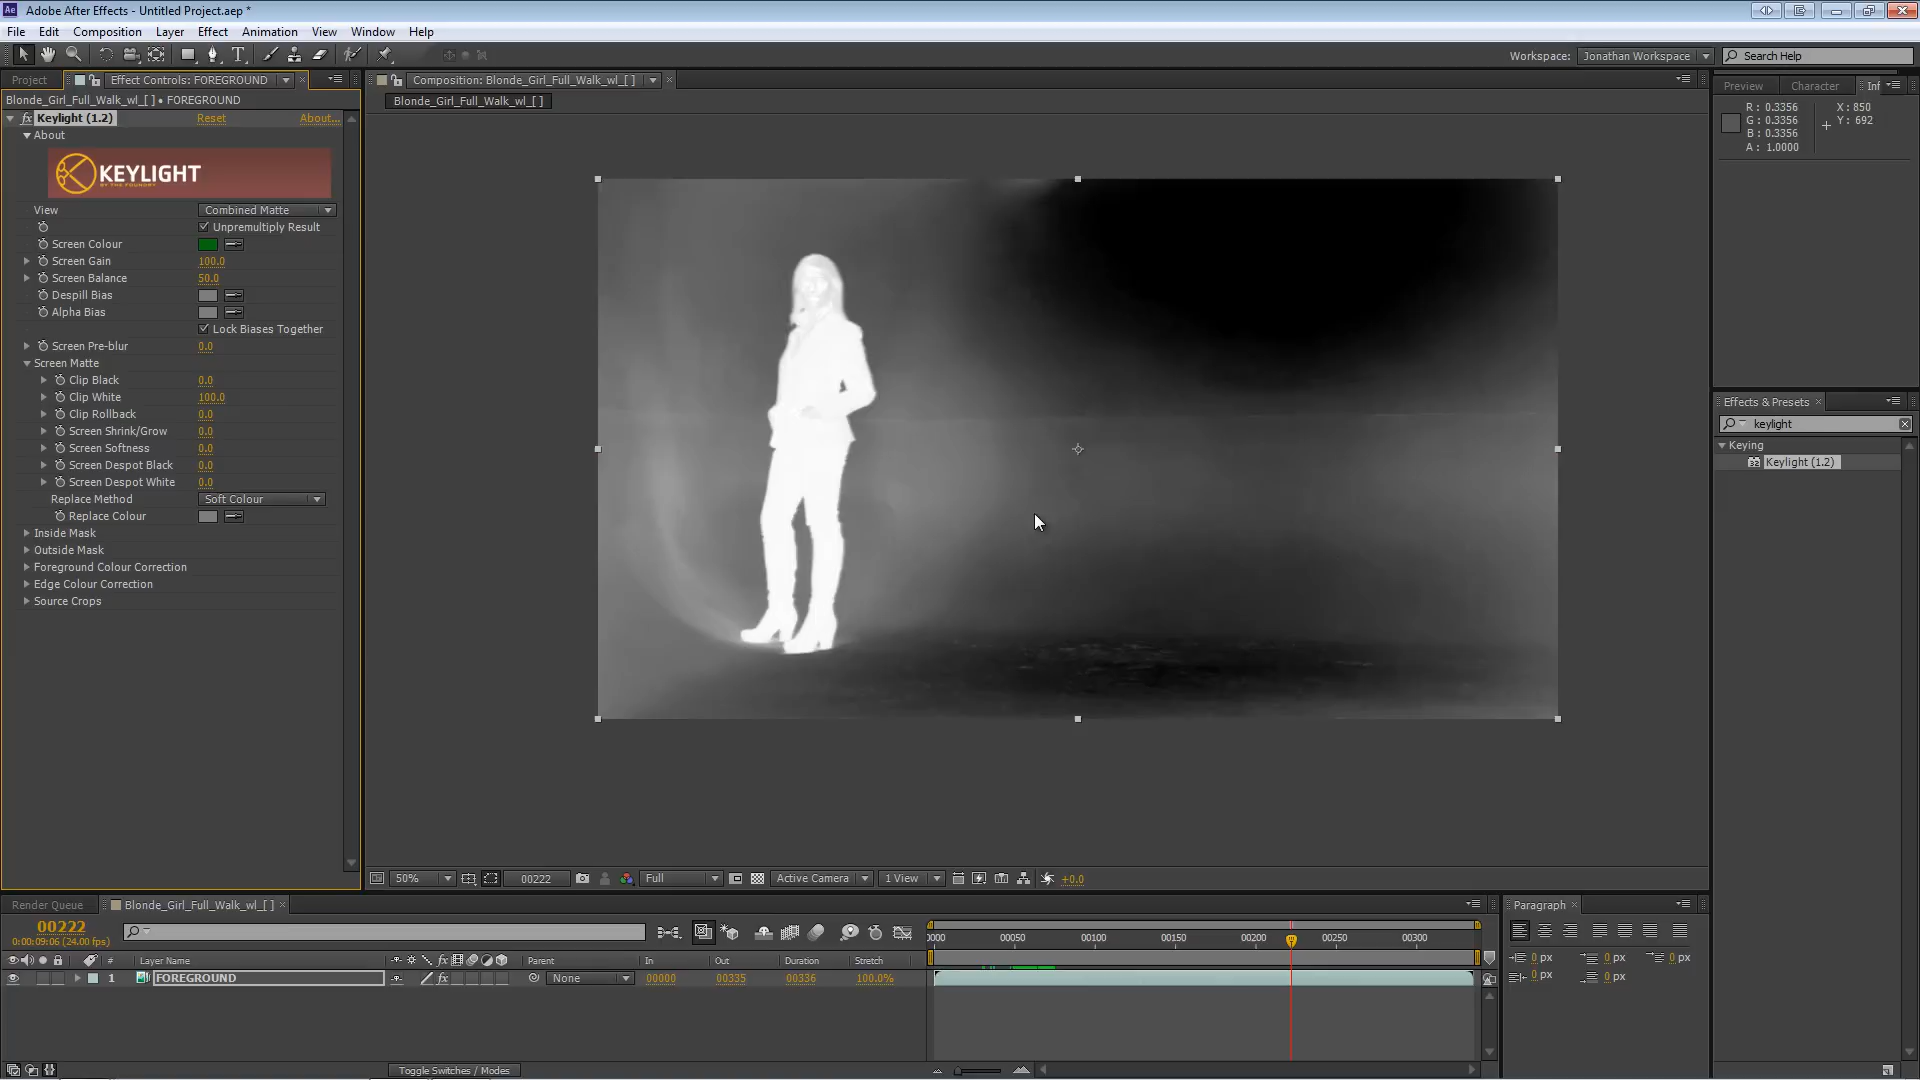 Adobe After Effects - Untitled Project.aep *
File Edit Composition Layer Effect Animation View Window Help
Workspace: Jonathan Workspace Search Help
Project Effect Controls: FOREGROUND
Composition: Blonde_Girl_Full_Walk_wl_[ ]
Preview Character Inf
Blonde_Girl_Full_Walk_wl_[ ] • FOREGROUND
Blonde_Girl_Full_Walk_wl_[ ]
R : 0.3356 X : 850
G : 0.3356 Y : 692
B : 0.3356
A : 1.0000
fx Keylight (1.2) Reset About...
About
KEYLIGHT
BY THE FOUNDRY
View Combined Matte
Unpremultiply Result
Screen Colour
Screen Gain 100.0
Screen Balance 50.0
Despill Bias
Alpha Bias
Lock Biases Together
Screen Pre-blur 0.0
Screen Matte
Clip Black 0.0
Clip White 100.0
Clip Rollback 0.0
Screen Shrink/Grow 0.0
Screen Softness 0.0
Screen Despot Black 0.0
Screen Despot White 0.0
Replace Method Soft Colour
Replace Colour
Inside Mask
Outside Mask
Foreground Colour Correction
Edge Colour Correction
Source Crops
Effects & Presets
keylight
Keying
Keylight (1.2)
50% 00222 Full Active Camera 1 View +0.0
Render Queue Blonde_Girl_Full_Walk_wl_[ ]
Paragraph
00222
0:00:09:06 (24.00 fps)
0000 00050 00100 00150 00200 00250 00300
# Layer Name fx Parent In Out Duration Stretch
1 FOREGROUND fx None 00000 00335 00336 100.0%
0 px 0 px 0 px
0 px 0 px
Toggle Switches / Modes